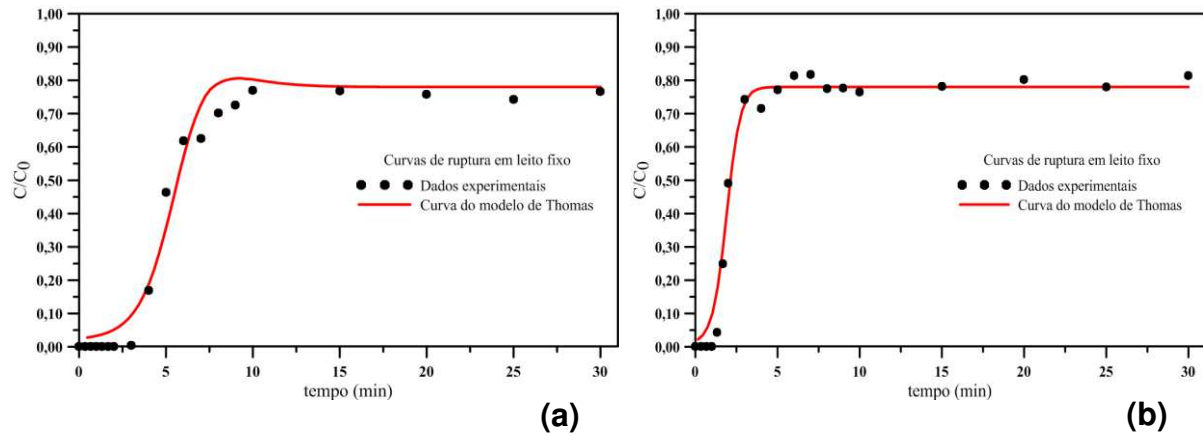 1,00
0,90
0,80
0,70
0,60
0,50
0,40
0,30
0,20
0,10
0,00
C/C0
0 5 10 15 20 25 30
tempo (min)
Curvas de ruptura em leito fixo
Dados experimentais
Curva do modelo de Thomas
(a)
1,00
0,90
0,80
0,70
0,60
0,50
0,40
0,30
0,20
0,10
0,00
C/C0
0 5 10 15 20 25 30
tempo (min)
Curvas de ruptura em leito fixo
Dados experimentais
Curva do modelo de Thomas
(b)